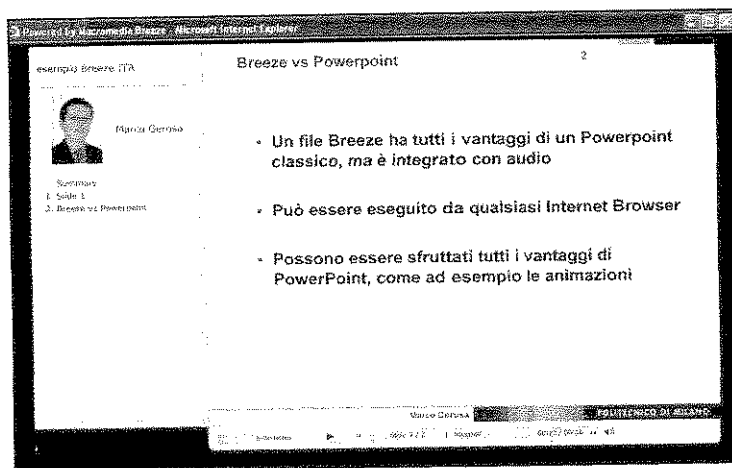 Powered by Macromedia Breeze - Microsoft Internet Explorer
esempio Breeze ITA
Marco Gerosa
Summary
1. Slide 1
2. Breeze vs Powerpoint
Breeze vs Powerpoint
2
- Un file Breeze ha tutti i vantaggi di un Powerpoint
classico, ma è integrato con audio
- Può essere eseguito da qualsiasi Internet Browser
- Possono essere sfruttati tutti i vantaggi di
PowerPoint, come ad esempio le animazioni
Marco Gerosa
POLITECNICO DI MILANO